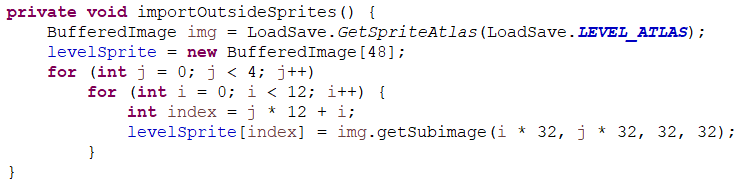 private void importOutsideSprites() {
    BufferedImage img = LoadSave.GetSpriteAtlas(LoadSave.LEVEL_ATLAS);
    levelSprite = new BufferedImage[48];
    for (int j = 0; j < 4; j++)
        for (int i = 0; i < 12; i++) {
            int index = j * 12 + i;
            levelSprite[index] = img.getSubimage(i * 32, j * 32, 32, 32);
        }
}